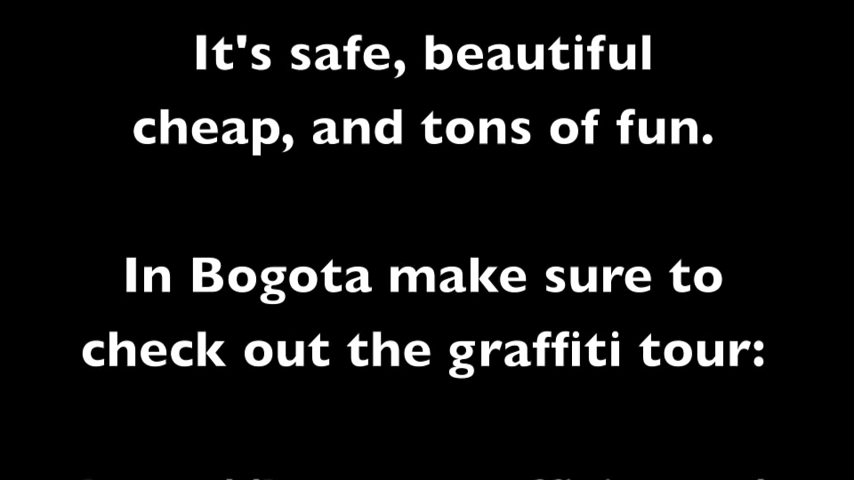 It's safe, beautiful
cheap, and tons of fun.
In Bogota make sure to
check out the graffiti tour: